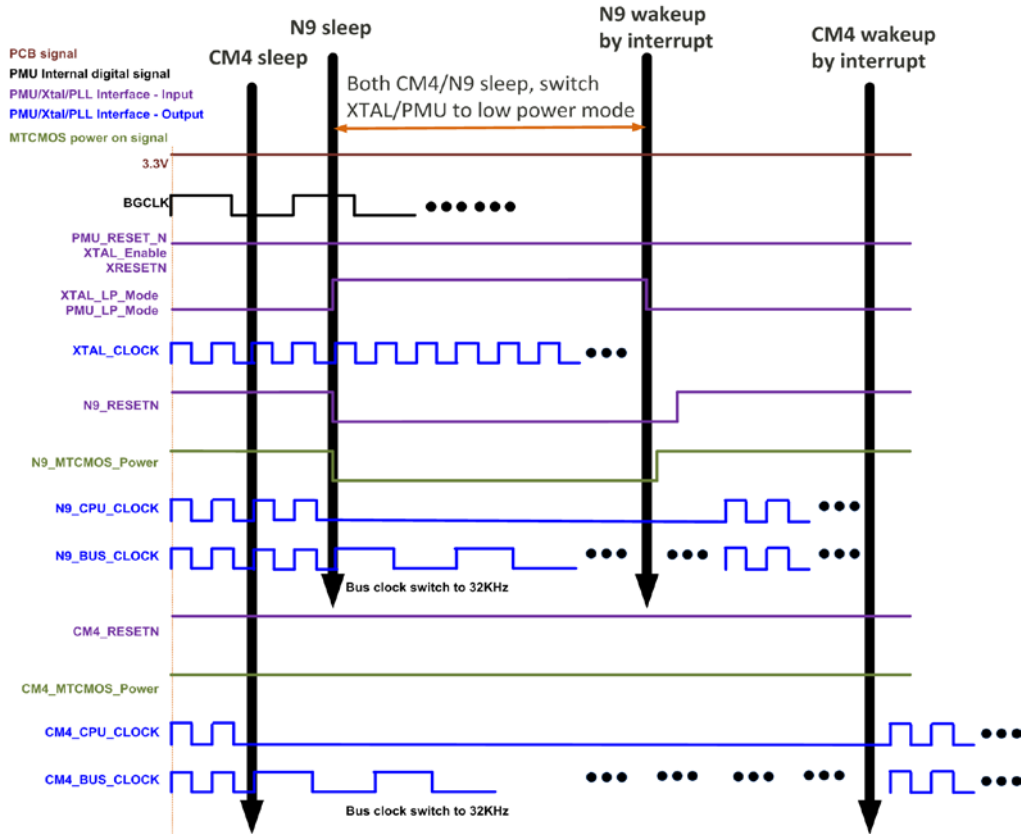 N9 sleep
N9 wakeup
by interrupt
CM4 wakeup
by interrupt
CM4 sleep
PCB signal
PMU Internal digital signal
PMU/Xtal/PLL Interface - Input
PMU/Xtal/PLL Interface - Output
MTCMOS power on signal
Both CM4/N9 sleep, switch
XTAL/PMU to low power mode
3.3V
BGCLK
PMU_RESET_N
XTAL_Enable
XRESETN
XTAL_LP_Mode
PMU_LP_Mode
XTAL_CLOCK
N9_RESETN
N9_MTCMOS_Power
N9_CPU_CLOCK
N9_BUS_CLOCK
Bus clock switch to 32KHz
CM4_RESETN
CM4_MTCMOS_Power
CM4_CPU_CLOCK
CM4_BUS_CLOCK
Bus clock switch to 32KHz